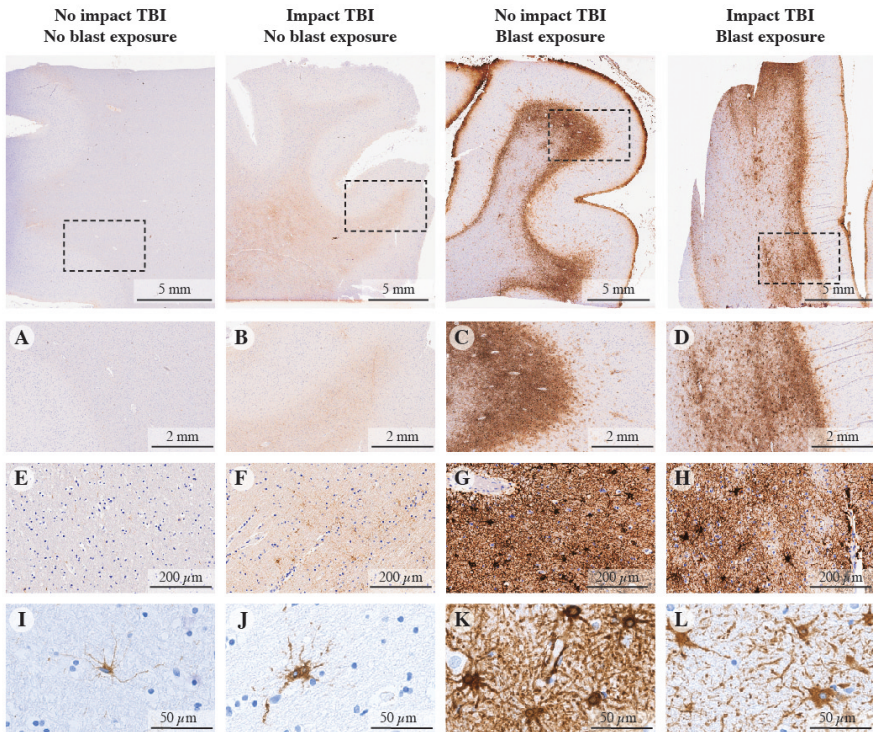 No impact TBI
No blast exposure
Impact TBI
No blast exposure
No impact TBI
Blast exposure
Impact TBI
Blast exposure
5 mm
5 mm
5 mm
5 mm
A
2 mm
B
2 mm
C
2 mm
D
2 mm
E
200 µm
F
200 µm
G
200 µm
H
200 µm
I
50 µm
J
50 µm
K
50 µm
L
50 µm